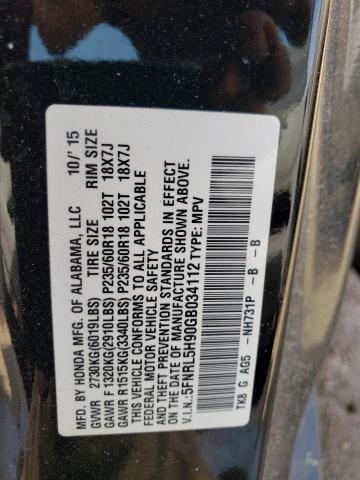 MFD. BY HONDA MFG. OF ALABAMA, LLC 10/'15
GVWR 2730KG(6019LBS) TIRE SIZE RIM SIZE
GAWR F 1320KG(2910LBS) P235/60R18 102T 18X7J
GAWR R1515KG(3340LBS) P235/60R18 102T 18X7J
THIS VEHICLE CONFORMS TO ALL APPLICABLE
FEDERAL MOTOR VEHICLE SAFETY
AND THEFT PREVENTION STANDARDS IN EFFECT
ON THE DATE OF MANUFACTURE SHOWN ABOVE.
V.I.N.: 5FNRL5H90GB034112 TYPE: MPV
TK8 G AG5 -NH731P -B -B